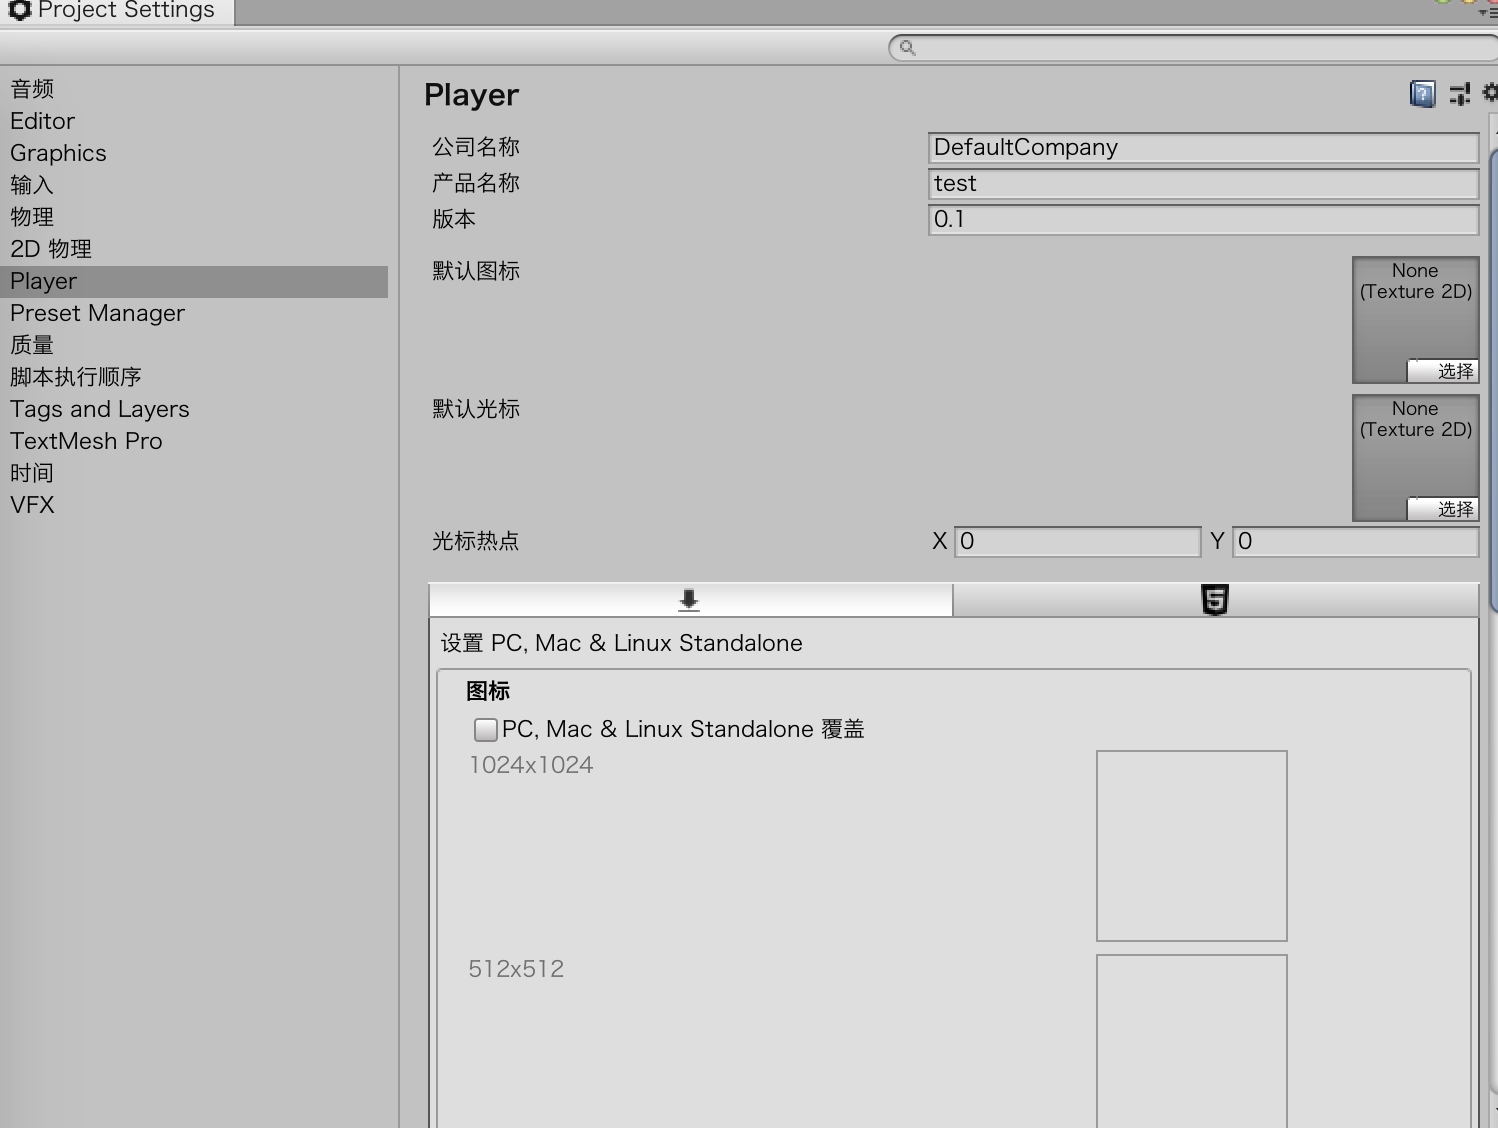 Project Settings
音频
Editor
Graphics
输入
物理
2D 物理
Player
Preset Manager
质量
脚本执行顺序
Tags and Layers
TextMesh Pro
时间
VFX
Player
公司名称 DefaultCompany
产品名称 test
版本 0.1
默认图标 None
(Texture 2D)
选择
默认光标 None
(Texture 2D)
选择
光标热点 X 0 Y 0
设置 PC, Mac & Linux Standalone
图标
PC, Mac & Linux Standalone 覆盖
1024x1024
512x512